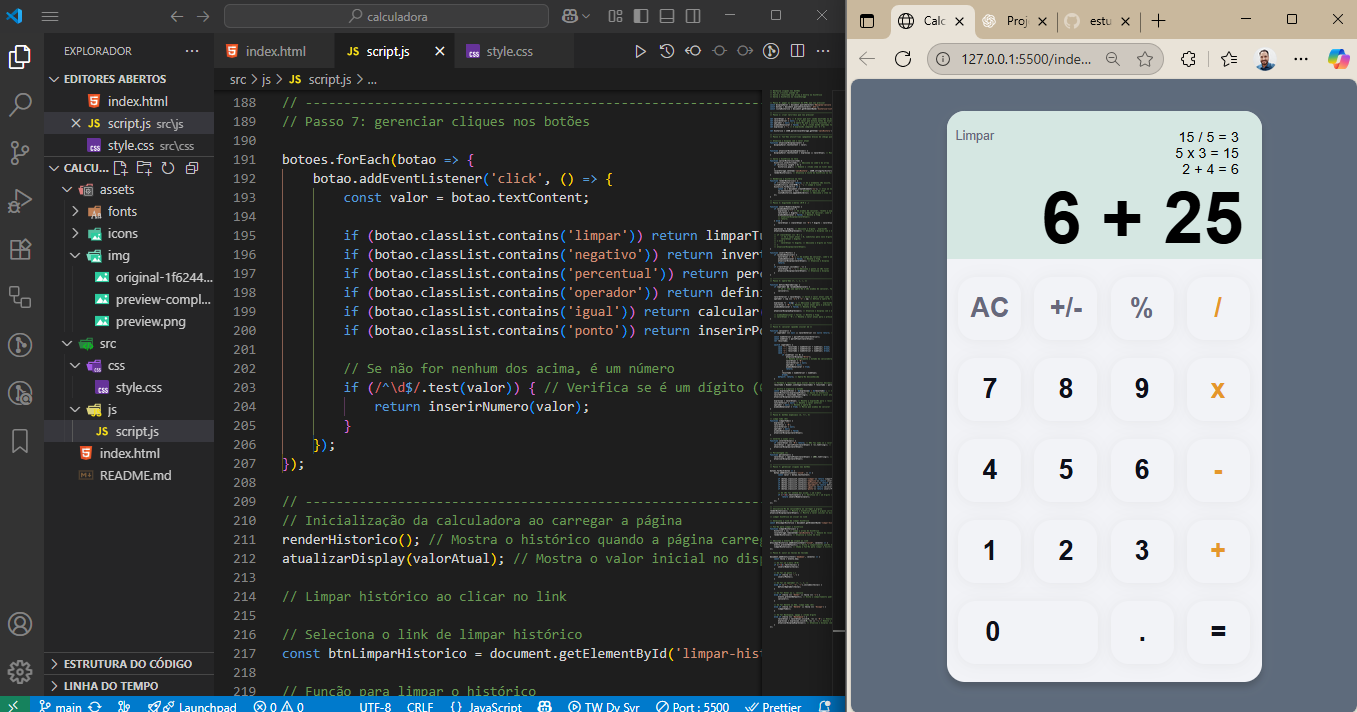 calculadora
EXPLORADOR
EDITORES ABERTOS
index.html
script.js src\js
style.css src\css
CALCU...
assets
fonts
icons
img
original-1f6244...
preview-compl...
preview.png
src
css
style.css
js
script.js
index.html
README.md
ESTRUTURA DO CÓDIGO
LINHA DO TEMPO
index.html script.js style.css
src > js > JS script.js > ...
188 // ------------------------------------------------------------
189 // Passo 7: gerenciar cliques nos botões
190
191 botoes.forEach(botao => {
192 botao.addEventListener('click', () => {
193 const valor = botao.textContent;
194
195 if (botao.classList.contains('limpar')) return limparTu
196 if (botao.classList.contains('negativo')) return invert
197 if (botao.classList.contains('percentual')) return perc
198 if (botao.classList.contains('operador')) return defini
199 if (botao.classList.contains('igual')) return calcular(
200 if (botao.classList.contains('ponto')) return inserirPo
201
202 // Se não for nenhum dos acima, é um número
203 if (/^\d$/.test(valor)) { // Verifica se é um dígito (
204 return inserirNumero(valor);
205 }
206 });
207 });
208
209 // ------------------------------------------------------------
210 // Inicialização da calculadora ao carregar a página
211 renderHistorico(); // Mostra o histórico quando a página carreg
212 atualizarDisplay(valorAtual); // Mostra o valor inicial no disp
213
214 // Limpar histórico ao clicar no link
215
216 // Seleciona o link de limpar histórico
217 const btnLimparHistorico = document.getElementById('limpar-hist
218
219 // Função para limpar o histórico
main 0 0 Launchpad UTF-8 CRLF {} JavaScript TW Dv Syr Port : 5500 Prettier
Calc Proj estu
127.0.0.1:5500/inde...
Limpar
15 / 5 = 3
5 x 3 = 15
2 + 4 = 6
6 + 25
AC +/- % /
7 8 9 x
4 5 6 -
1 2 3 +
0 . =